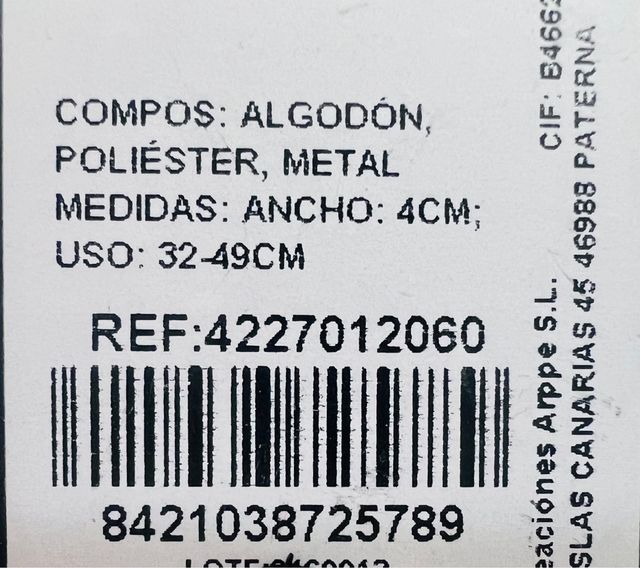 COMPOS: ALGODÓN,
POLIÉSTER, METAL
MEDIDAS: ANCHO: 4CM;
USO: 32-49CM
REF:4227012060
8421038725789
eaciónes Arppe S.L.
SLAS CANARIAS 45 46988 PATERNA
CIF: B4662